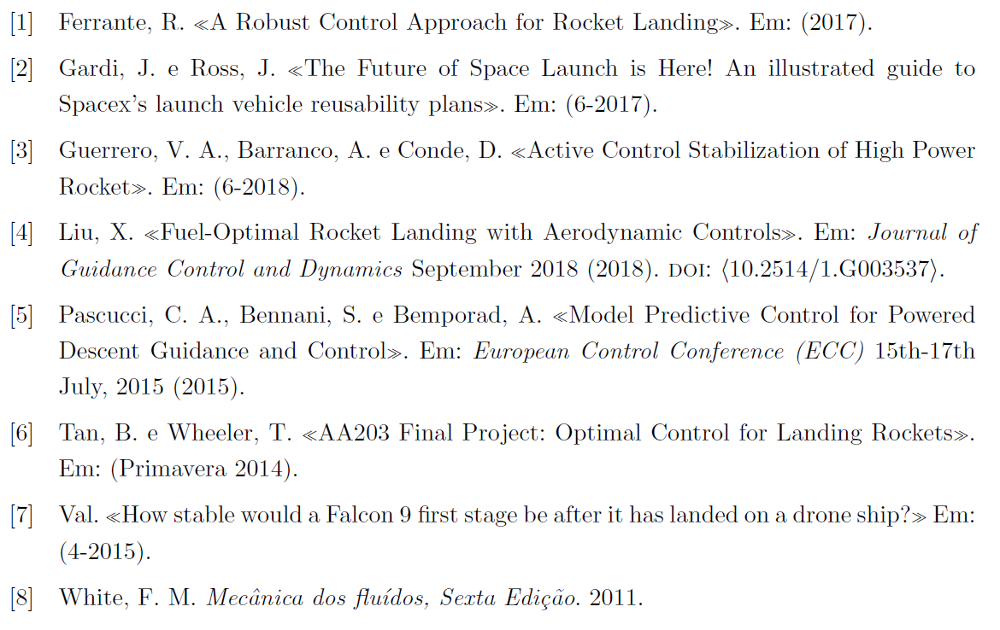 [1] Ferrante, R. ≪A Robust Control Approach for Rocket Landing≫. Em: (2017).
[2] Gardi, J. e Ross, J. ≪The Future of Space Launch is Here! An illustrated guide to
Spacex's launch vehicle reusability plans≫. Em: (6-2017).
[3] Guerrero, V. A., Barranco, A. e Conde, D. ≪Active Control Stabilization of High Power
Rocket≫. Em: (6-2018).
[4] Liu, X. ≪Fuel-Optimal Rocket Landing with Aerodynamic Controls≫. Em: Journal of
Guidance Control and Dynamics September 2018 (2018). DOI: ⟨10.2514/1.G003537⟩.
[5] Pascucci, C. A., Bennani, S. e Bemporad, A. ≪Model Predictive Control for Powered
Descent Guidance and Control≫. Em: European Control Conference (ECC) 15th-17th
July, 2015 (2015).
[6] Tan, B. e Wheeler, T. ≪AA203 Final Project: Optimal Control for Landing Rockets≫.
Em: (Primavera 2014).
[7] Val. ≪How stable would a Falcon 9 first stage be after it has landed on a drone ship?≫ Em:
(4-2015).
[8] White, F. M. Mecânica dos fluídos, Sexta Edição. 2011.